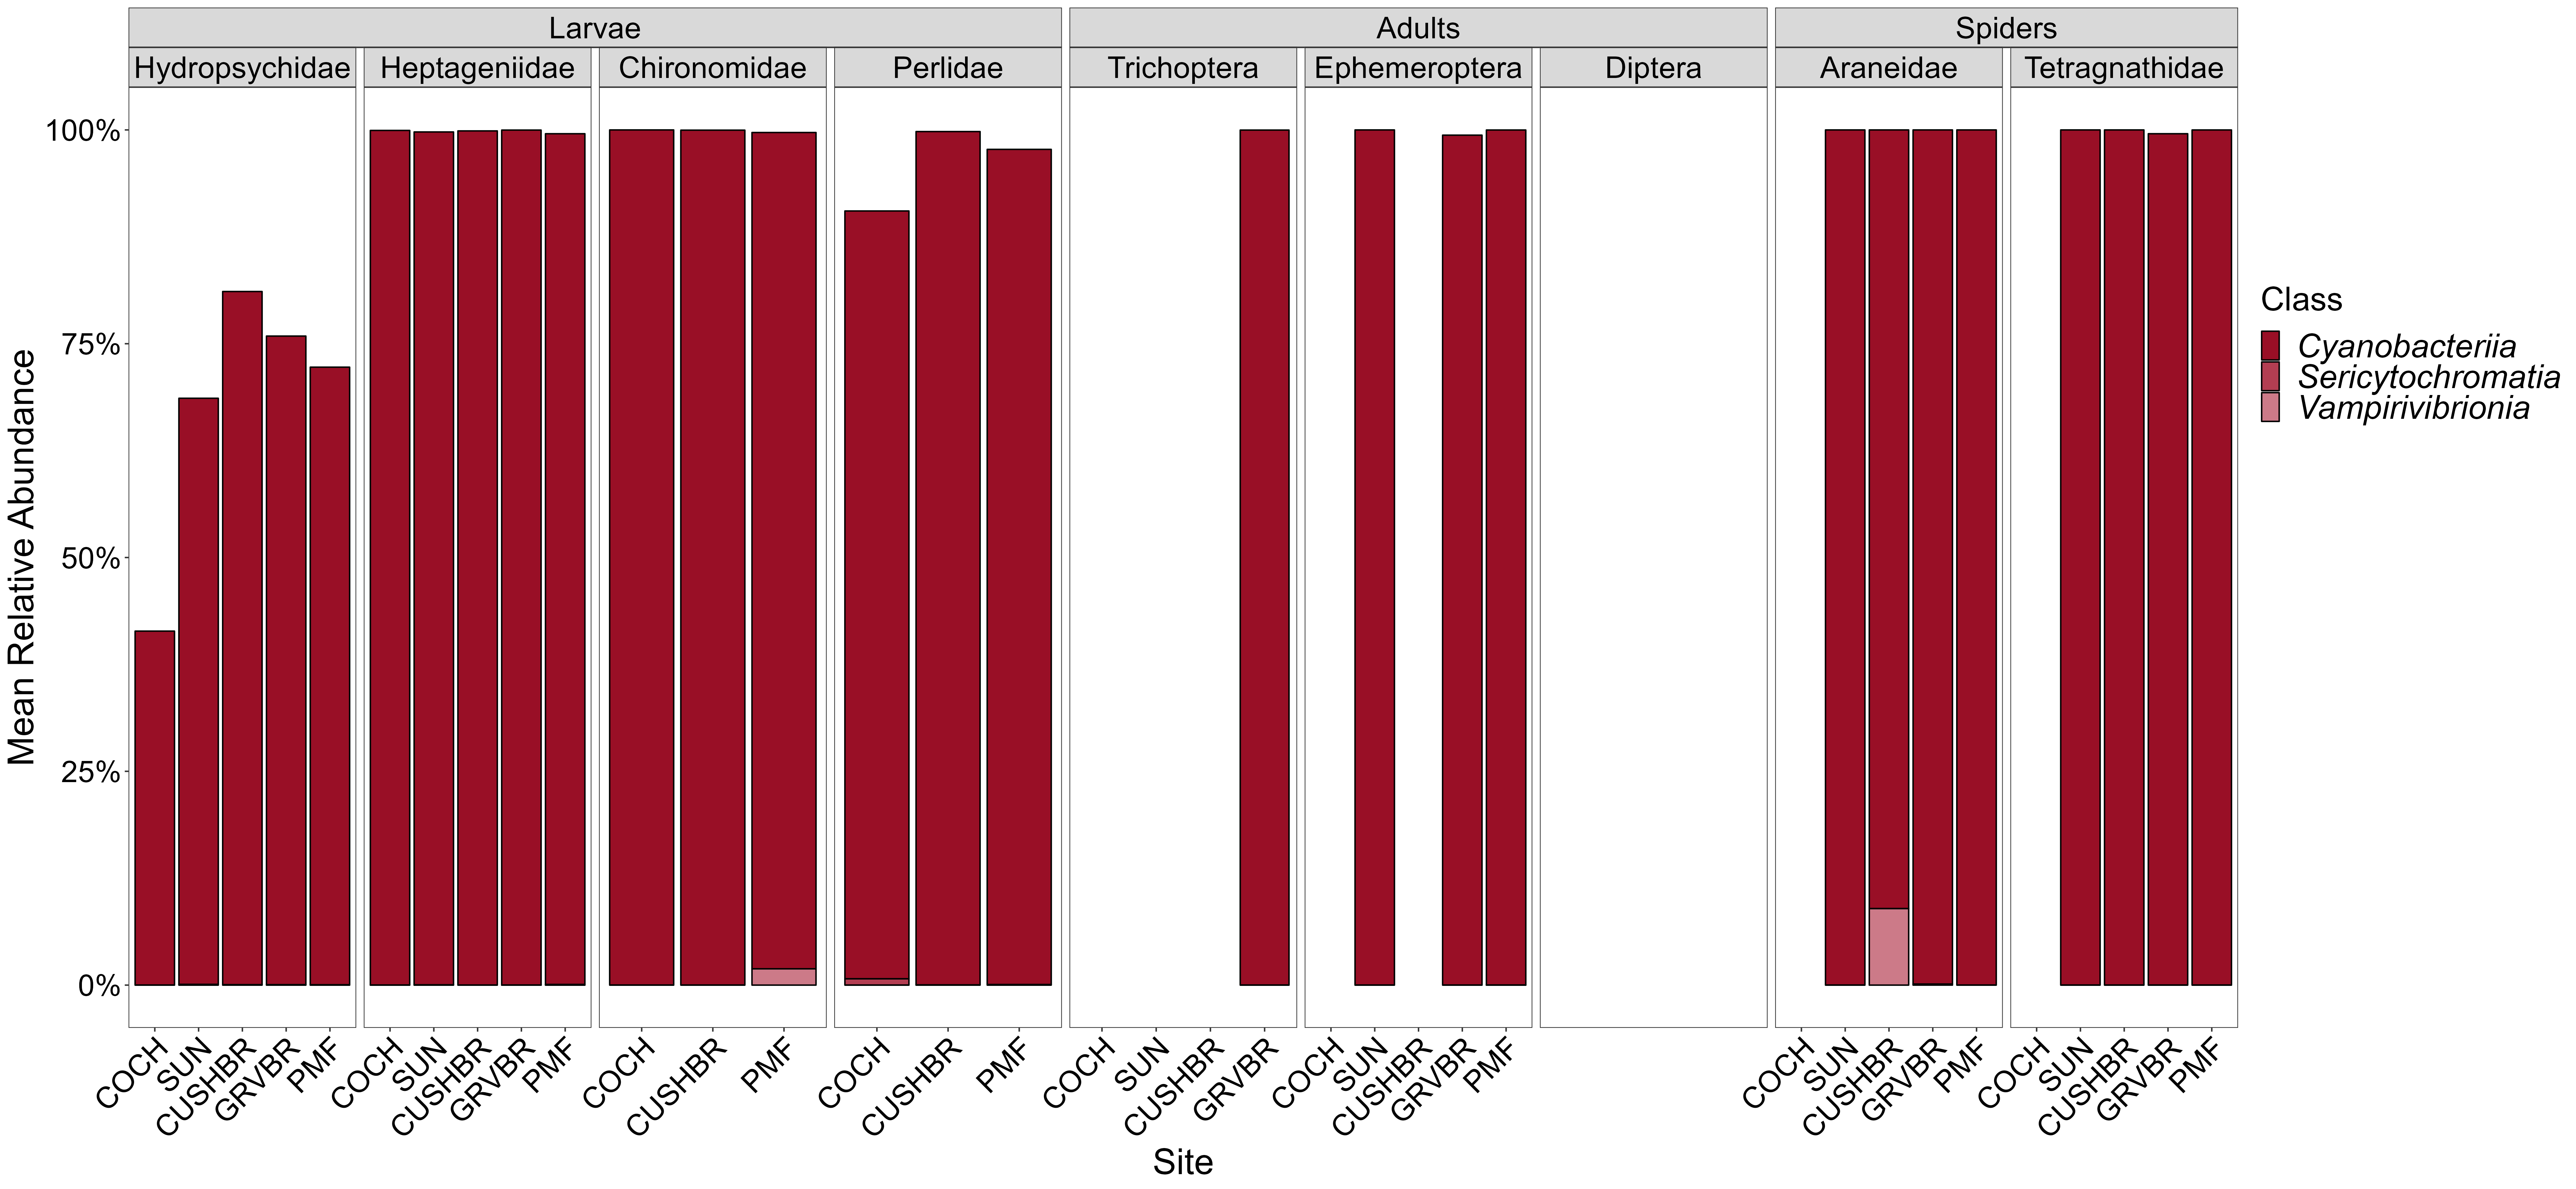 Larvae Adults Spiders
Hydropsychidae Heptageniidae Chironomidae Perlidae Trichoptera Ephemeroptera Diptera Araneidae Tetragnathidae
100%
75%
50%
25%
0%
Mean Relative Abundance
COCH SUN CUSHBR GRVBR PMF COCH SUN CUSHBR GRVBR PMF COCH CUSHBR PMF COCH CUSHBR PMF COCH SUN CUSHBR GRVBR COCH SUN CUSHBR GRVBR PMF COCH SUN CUSHBR GRVBR PMF COCH SUN CUSHBR GRVBR PMF
Site
Class
Cyanobacteriia
Sericytochromatia
Vampirivibrionia